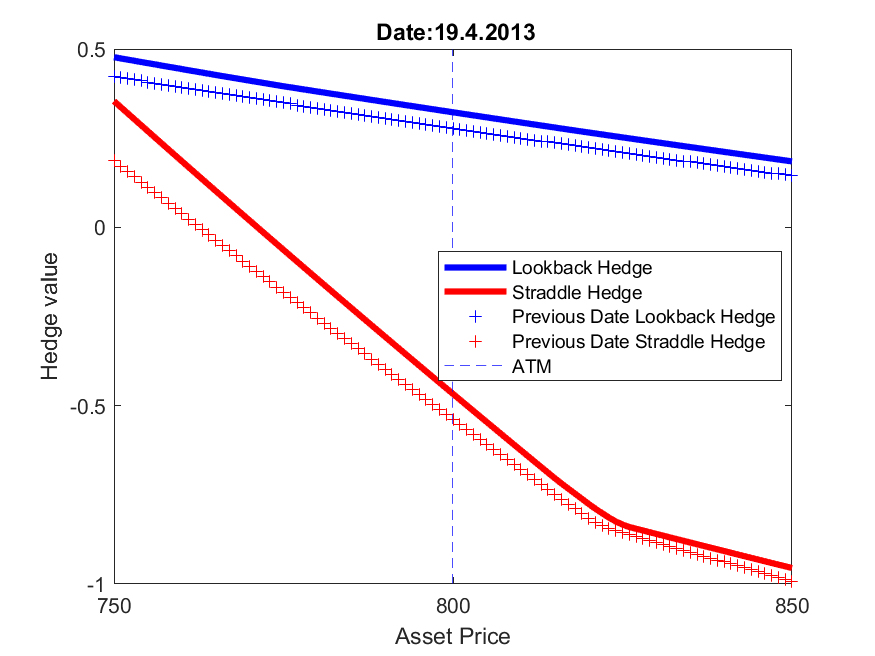 Date:19.4.2013
0.5
0
-0.5
-1
Hedge value
Lookback Hedge
Straddle Hedge
Previous Date Lookback Hedge
Previous Date Straddle Hedge
ATM
750
800
850
Asset Price